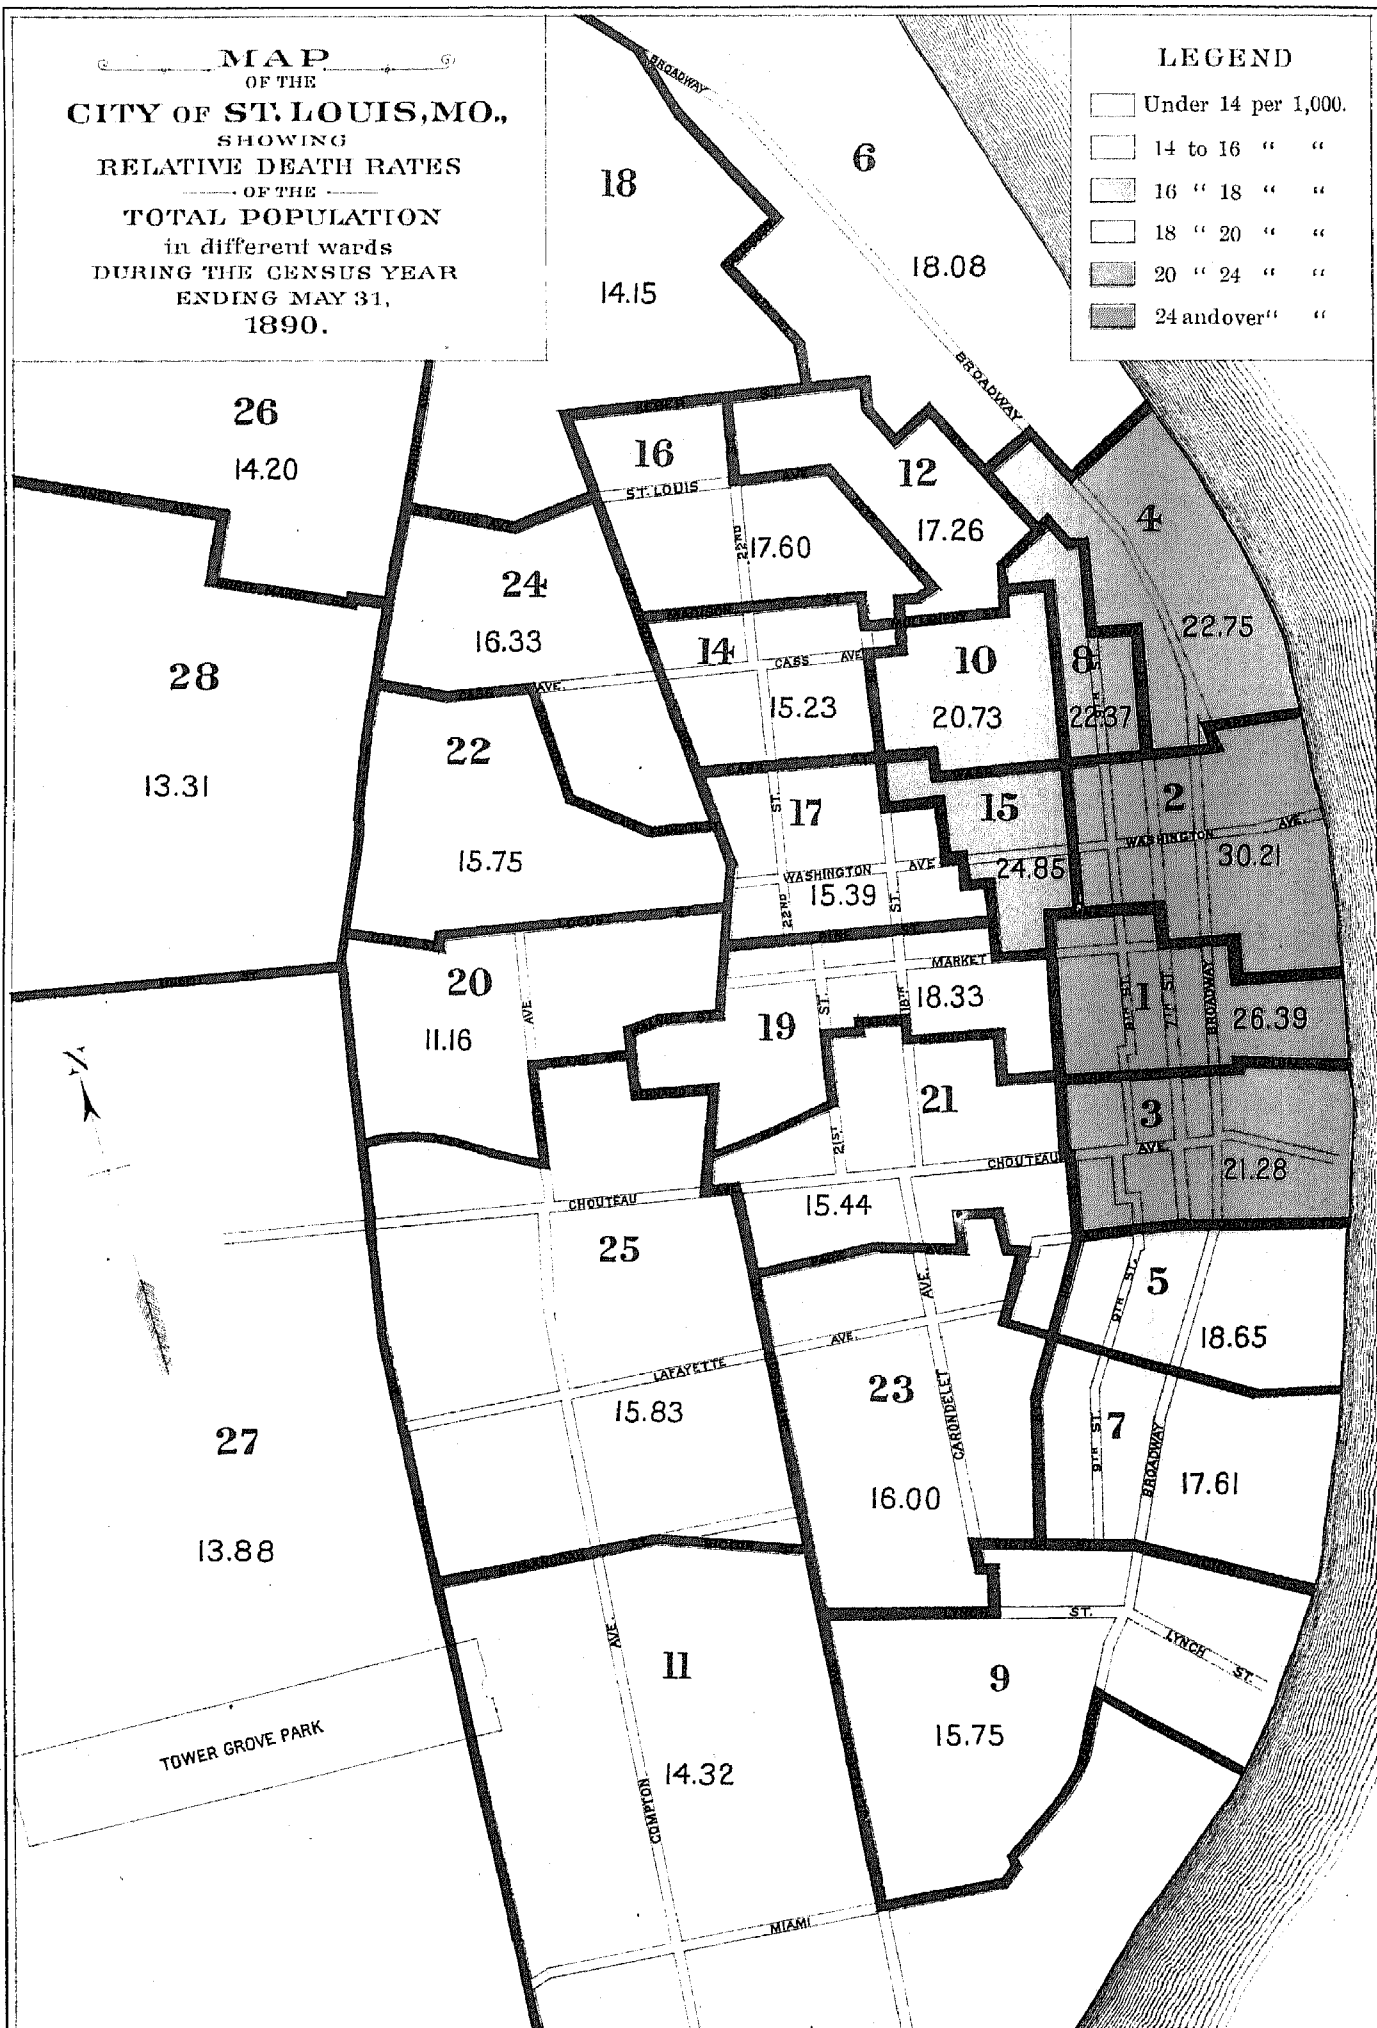 MAP
OF THE
CITY OF ST. LOUIS, MO.,
SHOWING
RELATIVE DEATH RATES
OF THE
TOTAL POPULATION
in different wards
DURING THE CENSUS YEAR
ENDING MAY 31,
1890.
LEGEND
Under 14 per 1,000.
14 to 16 “ “
16 “ 18 “ “
18 “ 20 “ “
20 “ 24 “ “
24 and over “ “
BROADWAY
6
18
18.08
14.15
BROADWAY
26
14.20
16
ST. LOUIS
AVE
12
17.26
4
22.75
22ND
17.60
24
16.33
28
13.31
MADISON
14
CASS AVE
AVE.
15.23
10
20.73
8
ST.
22.37
22
15.75
ST.
17
WASHINGTON AVE
15.39
22ND
ST.
15
24.85
2
WASHINGTON AVE.
30.21
20
11.16
AVE.
MARKET
18.33
19
ST.
18TH
1
ST.
7TH ST.
BROADWAY
26.39
21
21ST
CHOUTEAU
15.44
3
AVE.
21.28
CHOUTEAU
25
LAFAYETTE
AVE.
15.83
AVE.
23
CARONDELET
16.00
5
9TH ST.
18.65
7
9TH ST.
BROADWAY
17.61
27
13.88
LYNCH
ST.
LYNCH ST.
AVE.
11
14.32
COMPTON
9
15.75
TOWER GROVE PARK
MIAMI